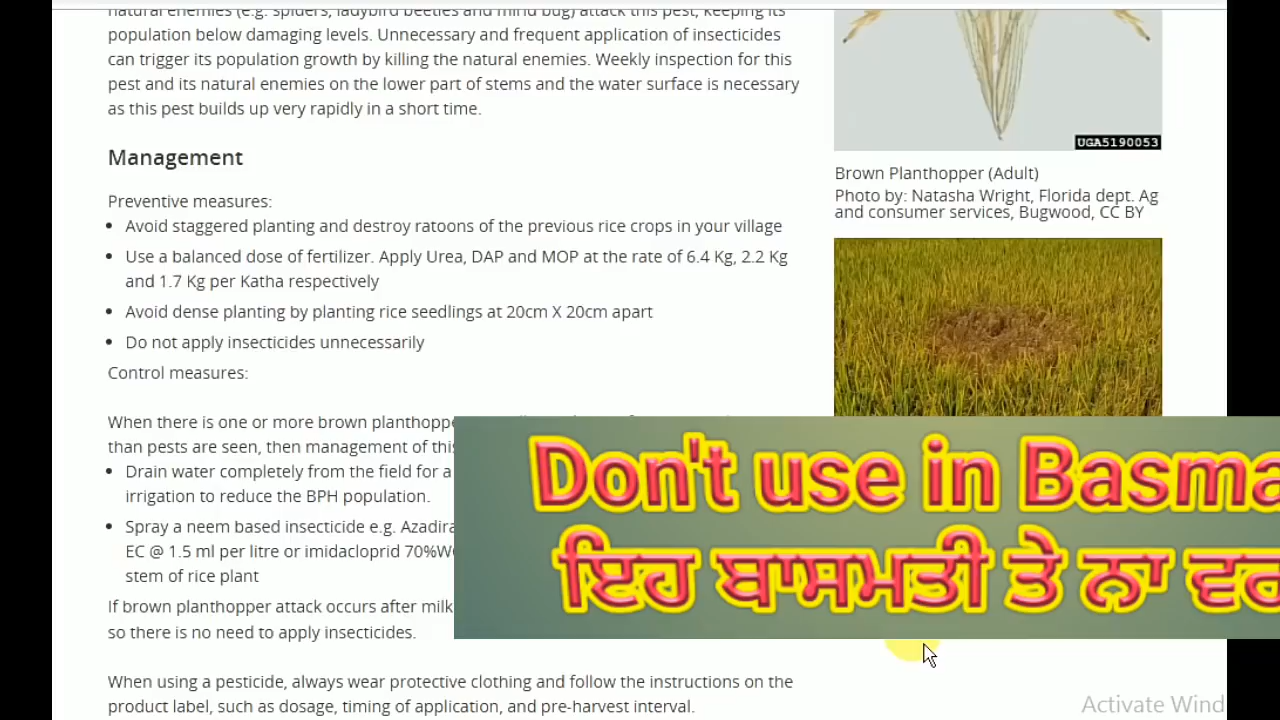 natural enemies (e.g. spiders, ladybird beetles and mirid bug) attack this pest, keeping its
population below damaging levels. Unnecessary and frequent application of insecticides
can trigger its population growth by killing the natural enemies. Weekly inspection for this
pest and its natural enemies on the lower part of stems and the water surface is necessary
as this pest builds up very rapidly in a short time.
Management
Preventive measures:
• Avoid staggered planting and destroy ratoons of the previous rice crops in your village
• Use a balanced dose of fertilizer. Apply Urea, DAP and MOP at the rate of 6.4 Kg, 2.2 Kg
and 1.7 Kg per Katha respectively
• Avoid dense planting by planting rice seedlings at 20cm X 20cm apart
• Do not apply insecticides unnecessarily
Control measures:
When there is one or more brown planthoppe
than pests are seen, then management of this
• Drain water completely from the field for a
irrigation to reduce the BPH population.
• Spray a neem based insecticide e.g. Azadira
EC @ 1.5 ml per litre or imidacloprid 70%W
stem of rice plant
If brown planthopper attack occurs after milk
so there is no need to apply insecticides.
When using a pesticide, always wear protective clothing and follow the instructions on the
product label, such as dosage, timing of application, and pre-harvest interval.
UGA5190053
Brown Planthopper (Adult)
Photo by: Natasha Wright, Florida dept. Ag
and consumer services, Bugwood, CC BY
Don't use in Basma
ਇਹ ਬਾਸਮਤੀ ਤੇ ਨਾ ਵਰ
Activate Wind